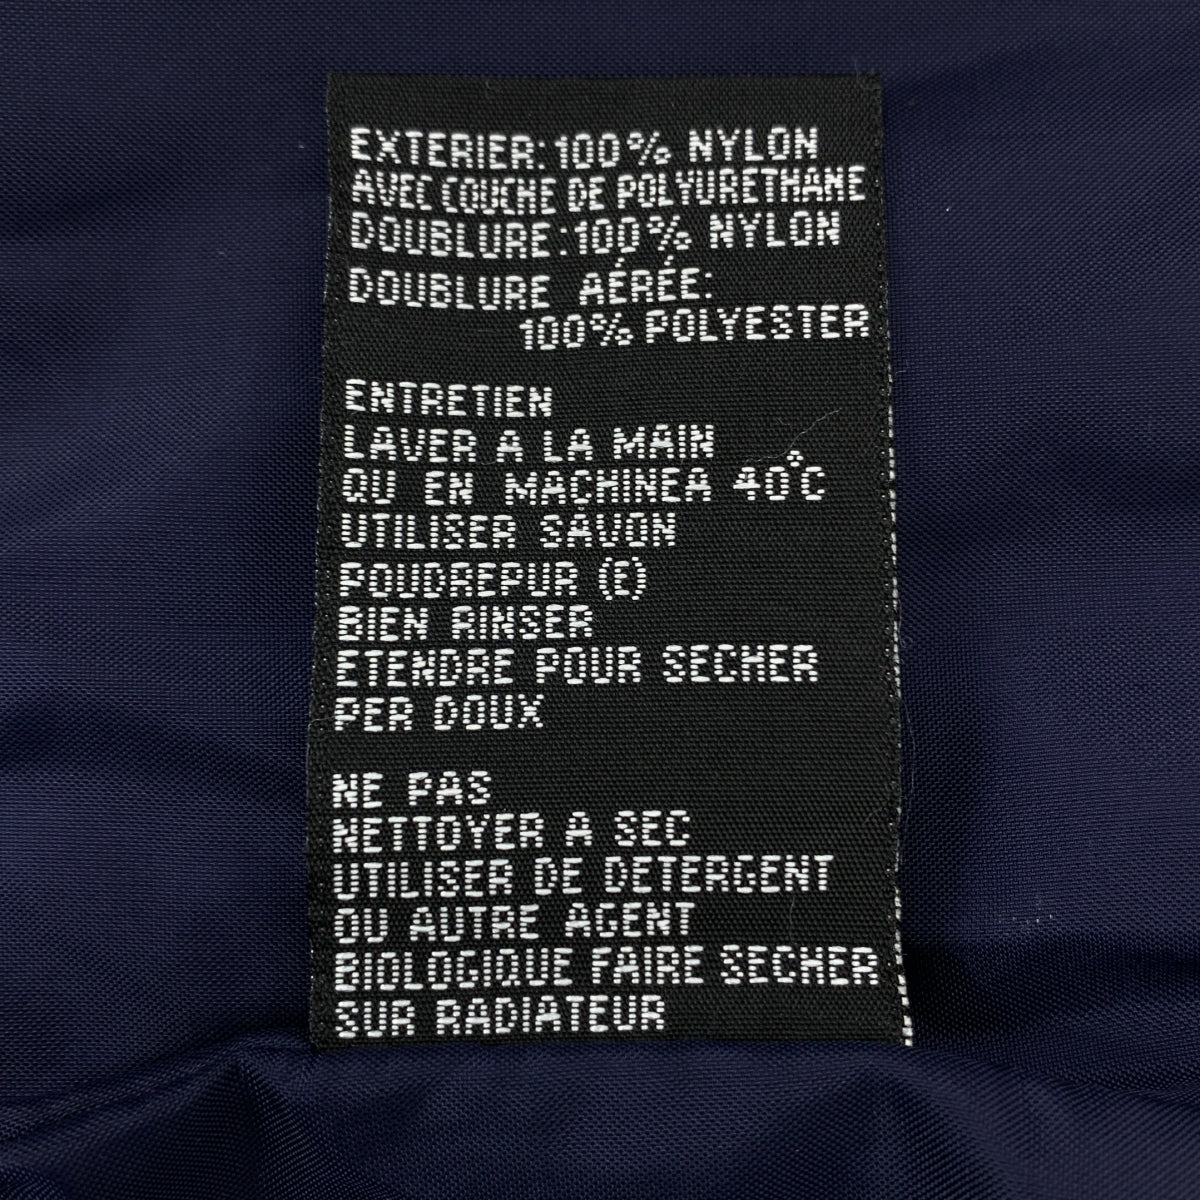 EXTERIER:100% NYLON
AVEC COUCHE DE POLYURETHANE
DOUBLURE:100% NYLON
DOUBLURE AÉRÉE:
100% POLYESTER
ENTRETIEN
LAVER A LA MAIN
QU EN MACHINEA 40°C
UTILISER SAVON
POUDREPUR (E)
BIEN RINSER
ETENDRE POUR SECHER
PER DOUX
NE PAS
NETTOYER A SEC
UTILISER DE DETERGENT
OU AUTRE AGENT
BIOLOGIQUE FAIRE SECHER
SUR RADIATEUR